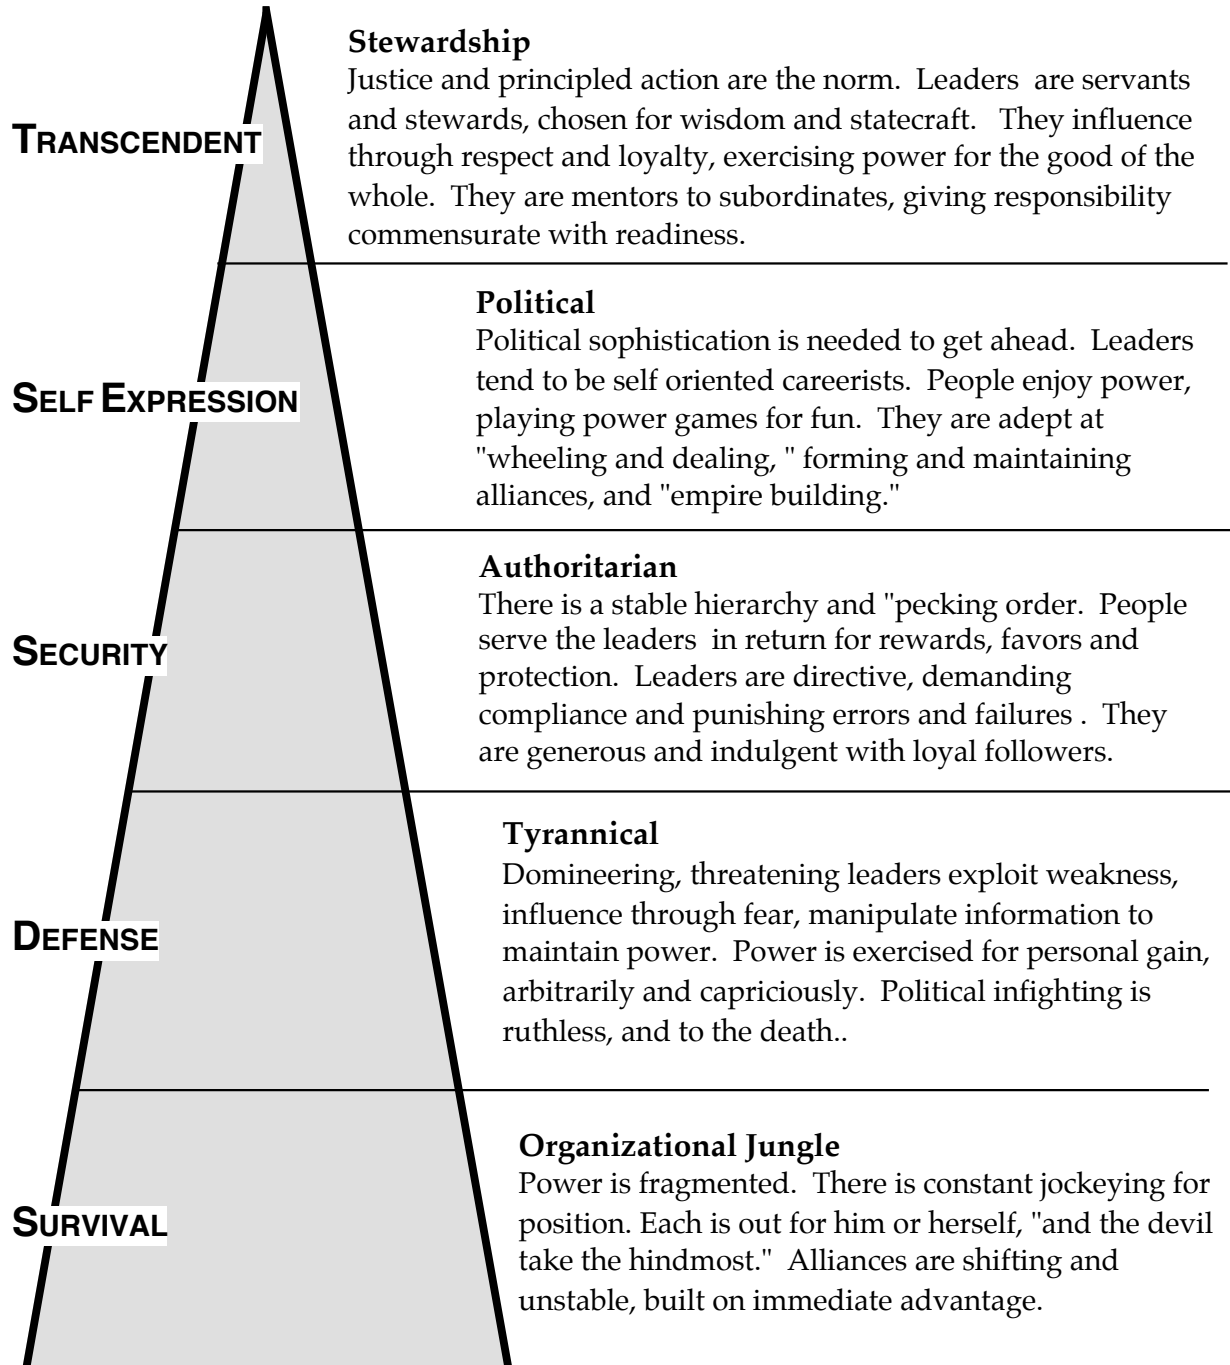 Stewardship
Justice and principled action are the norm.  Leaders  are servants
and stewards, chosen for wisdom and statecraft.   They influence
through respect and loyalty, exercising power for the good of the
whole.  They are mentors to subordinates, giving responsibility
commensurate with readiness.
TRANSCENDENT
Political
Political sophistication is needed to get ahead.  Leaders
tend to be self oriented careerists.  People enjoy power,
playing power games for fun.  They are adept at
"wheeling and dealing, " forming and maintaining
alliances, and "empire building."
SELF EXPRESSION
Authoritarian
There is a stable hierarchy and "pecking order.  People
serve the leaders  in return for rewards, favors and
protection.  Leaders are directive, demanding
compliance and punishing errors and failures .  They
are generous and indulgent with loyal followers.
SECURITY
Tyrannical
Domineering, threatening leaders exploit weakness,
influence through fear, manipulate information to
maintain power.  Power is exercised for personal gain,
arbitrarily and capriciously.  Political infighting is
ruthless, and to the death..
DEFENSE
Organizational Jungle
Power is fragmented.  There is constant jockeying for
position. Each is out for him or herself, "and the devil
take the hindmost."  Alliances are shifting and
unstable, built on immediate advantage.
SURVIVAL